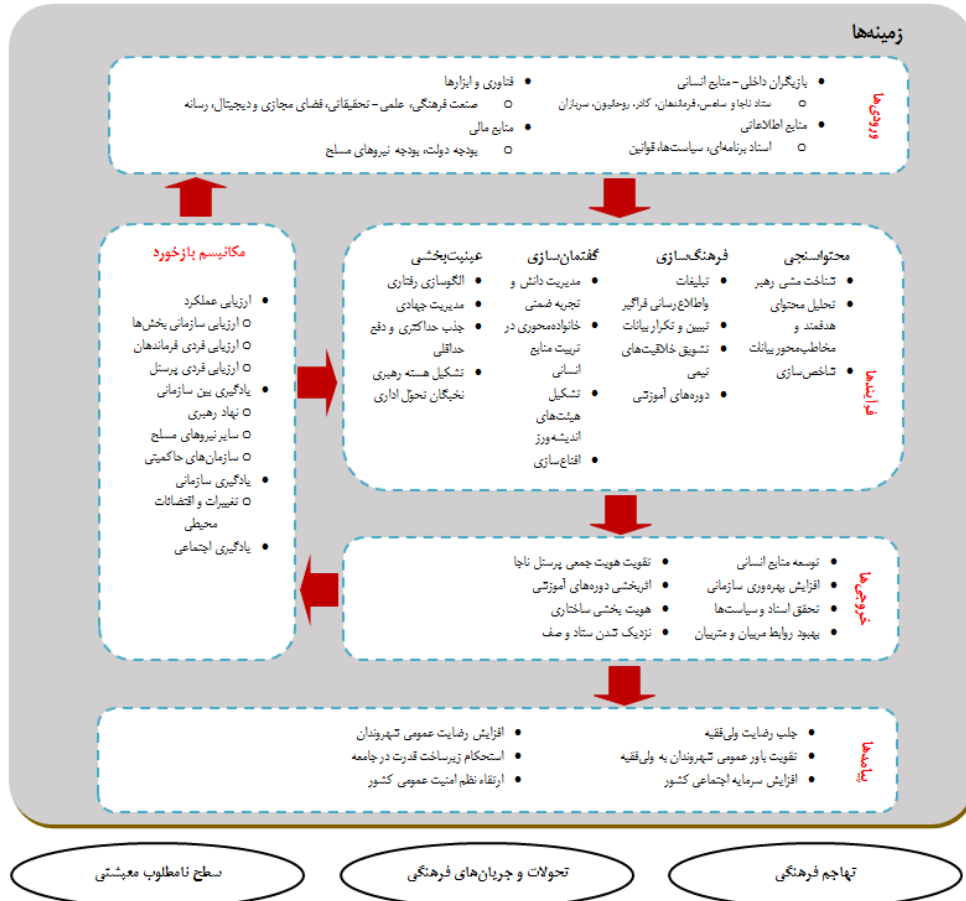 زمینه‌ها
ورودی‌ها
• بازیگران داخلی- منابع انسانی
o ستاد ناجا و ساعس، فرماندهان، کادر، روحانیون، سربازان
• منابع اطلاعاتی
o اسناد برنامه‌ای، سیاست‌ها، قوانین
• فناوری و ابزارها
o صنعت فرهنگی، علمی- تحقیقاتی، فضای مجازی و دیجیتال، رسانه
• منابع مالی
o بودجه دولت، بودجه نیروهای مسلح
فرآیندها
محتواسنجی
• شناخت مشی رهبر
• تحلیل محتوای
هدفمند و
مخاطب‌محور بیانات
• شاخص‌سازی
فرهنگ‌سازی
• تبلیغات
واطلاع‌رسانی فراگیر
• تبیین و تکرار بیانات
• تشویق خلاقیت‌های
تیمی
• دوره‌های آموزشی
گفتمان‌سازی
• مدیریت دانش و
تجربه ضمنی
• خانواده‌محوری در
تربیت منابع
انسانی
• تشکیل
هیئت‌های
اندیشه‌ورز
• اقناع‌سازی
عینیت‌بخشی
• الگوسازی رفتاری
• مدیریت جهادی
• جذب حداکثری و دفع
حداقلی
• تشکیل هسته رهبری
نخبگان تحول اداری
مکانیسم بازخورد
• ارزیابی عملکرد
o ارزیابی سازمانی بخش‌ها
o ارزیابی فردی فرماندهان
o ارزیابی فردی پرسنل
• یادگیری بین سازمانی
o نهاد رهبری
o سایر نیروهای مسلح
o سازمان‌های حاکمیتی
• یادگیری سازمانی
o تغییرات و اقتضائات
محیطی
• یادگیری اجتماعی
خروجی‌ها
• توسعه منابع انسانی
• افزایش بهره‌وری سازمانی
• تحقق اسناد و سیاست‌ها
• بهبود روابط مربیان و متربیان
• تقویت هویت جمعی پرسنل ناجا
• اثربخشی دوره‌های آموزشی
• هویت بخشی ساختاری
• نزدیک شدن ستاد و صف
پیامدها
• جلب رضایت ولی‌فقیه
• تقویت باور عمومی شهروندان به ولی‌فقیه
• افزایش سرمایه اجتماعی کشور
• افزایش رضایت عمومی شهروندان
• استحکام زیرساخت قدرت در جامعه
• ارتقاء نظم امنیت عمومی کشور
تهاجم فرهنگی
تحولات و جریان‌های فرهنگی
سطح نامطلوب معیشتی